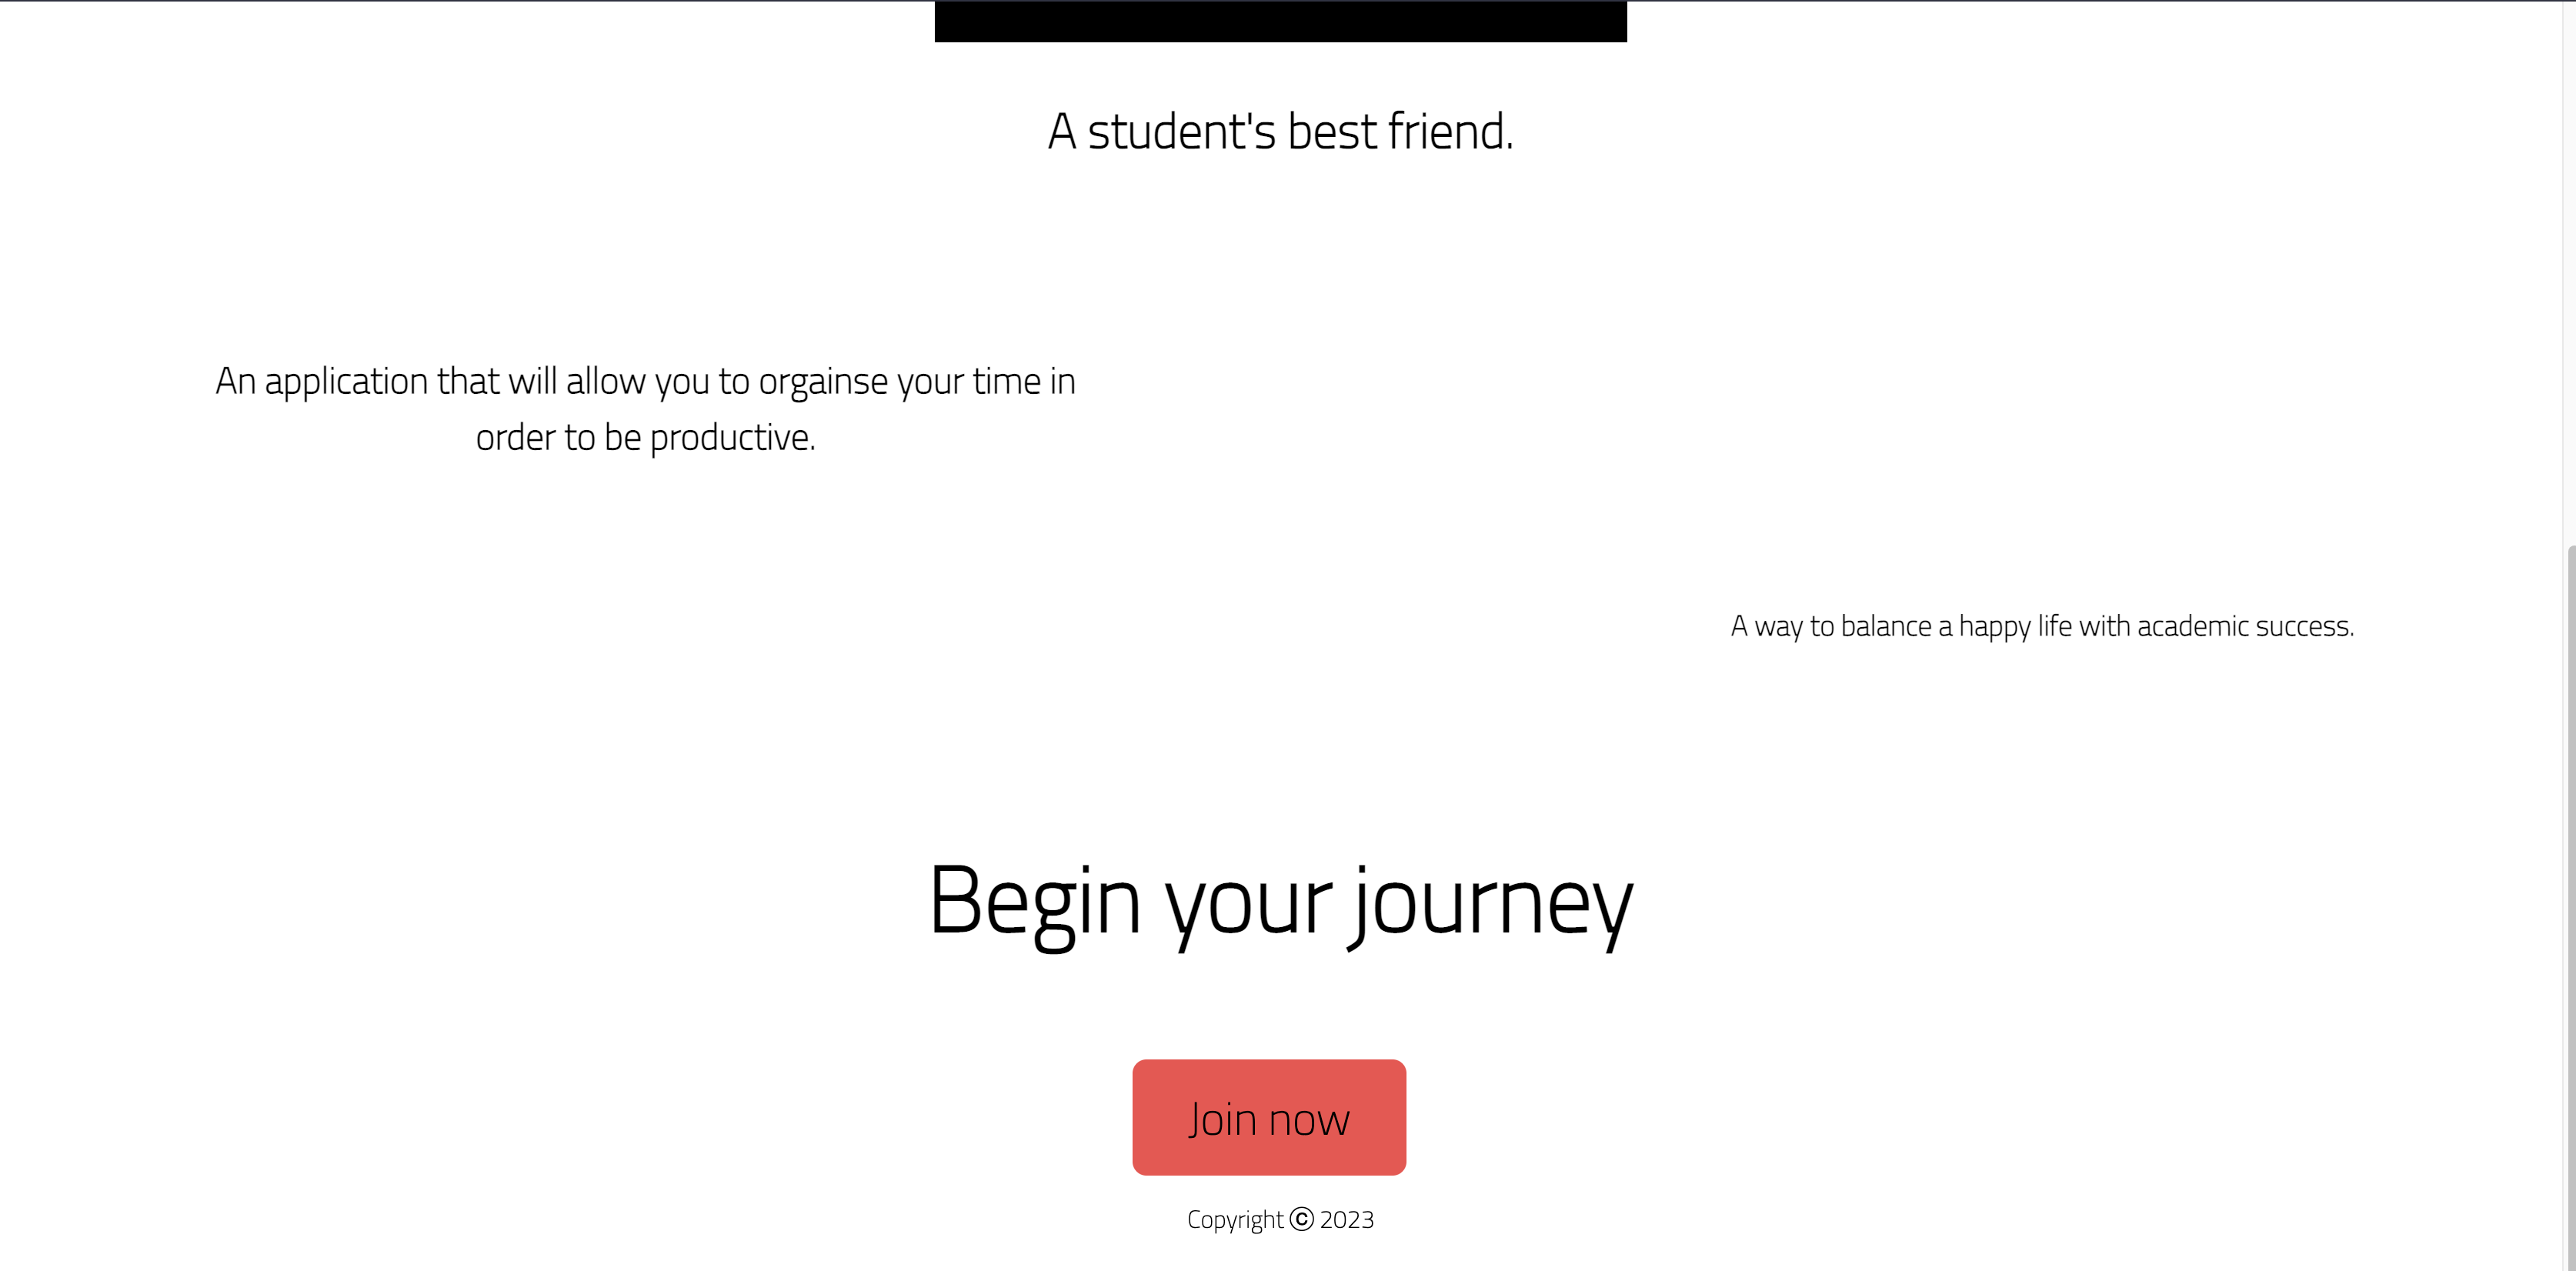 A student's best friend.
An application that will allow you to orgainse your time in
order to be productive.
A way to balance a happy life with academic success.
Begin your journey
Join now
Copyright ⓒ 2023